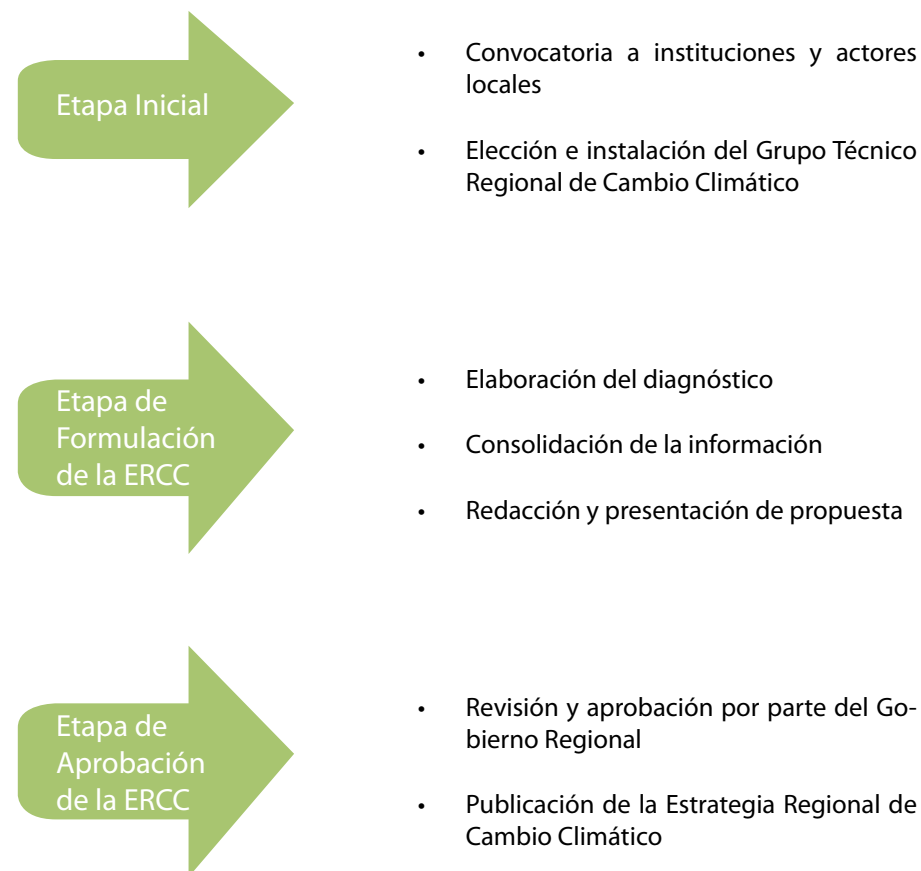 Etapa Inicial
• Convocatoria a instituciones y actores
locales
• Elección e instalación del Grupo Técnico
Regional de Cambio Climático
Etapa de
Formulación
de la ERCC
• Elaboración del diagnóstico
• Consolidación de la información
• Redacción y presentación de propuesta
Etapa de
Aprobación
de la ERCC
• Revisión y aprobación por parte del Go-
bierno Regional
• Publicación de la Estrategia Regional de
Cambio Climático